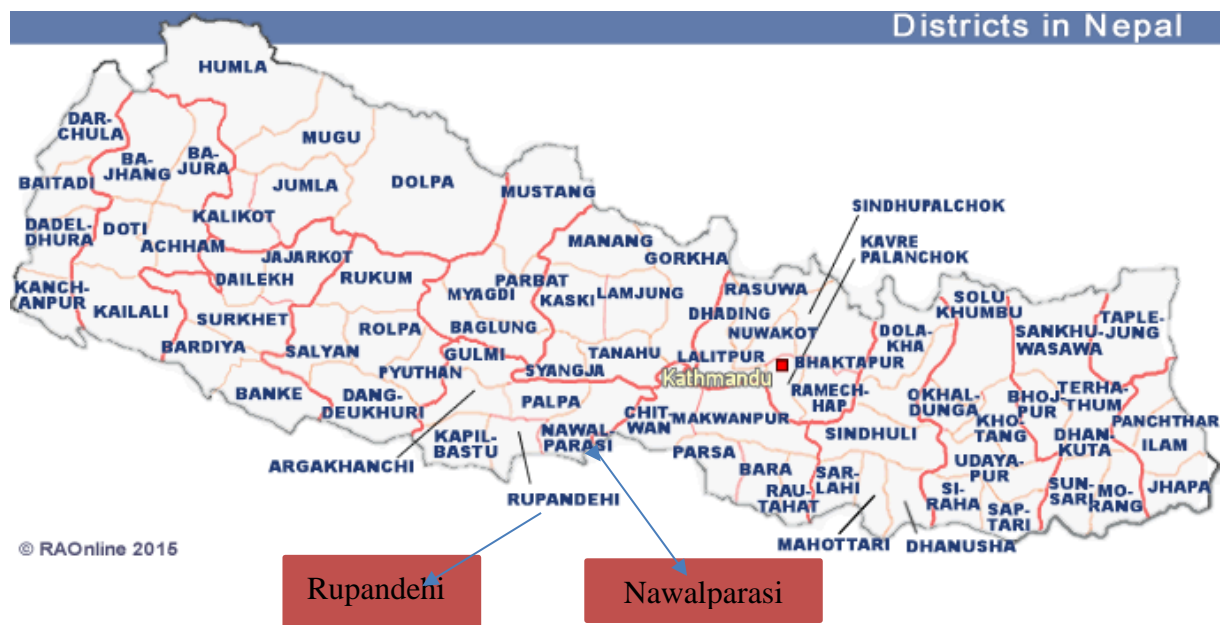 Districts in Nepal
HUMLA
DAR-
CHULA
MUGU
BA-
JHANG
BA-
JURA
BAITADI
JUMLA
DOLPA
MUSTANG
SINDHUPALCHOK
DADEL-
DHURA
DOTI
KALIKOT
ACHHAM
MANANG
GORKHA
KAVRE
PALANCHOK
JAJARKOT
DAILEKH
RUKUM
PARBAT
MYAGDI
KASKI
LAMJUNG
RASUWA
KANCH-
ANPUR
KAILALI
SURKHET
DHADING
NUWAKOT
SOLU
KHUMBU
TAPLE-
JUNG
SANKHU-
WASAWA
DOLA-
KHA
ROLPA
BAGLUNG
BARDIYA
SALYAN
GULMI
TANAHU
LALITPUR
BHAKTAPUR
PYUTHAN
SYANGJA
Kathmandu
RAMECH-
HAP
OKHAL-
DUNGA
BHOJ-
PUR
TERHA-
THUM
BANKE
DANG-
DEUKHURI
PALPA
CHIT-
WAN
MAKWANPUR
KHO-
TANG
PANCHTHAR
KAPIL-
BASTU
NAWAL-
PARASI
SINDHULI
DHAN-
KUTA
ILAM
ARGAKHANCHI
PARSA
BARA
SAR-
LAHI
UDAYA-
PUR
RUPANDEHI
RAU-
TAHAT
SI-
RAHA
SAP-
TARI
SUN-
SARI
MO-
RANG
JHAPA
MAHOTTARI
DHANUSHA
© RAOnline 2015
Rupandehi
Nawalparasi